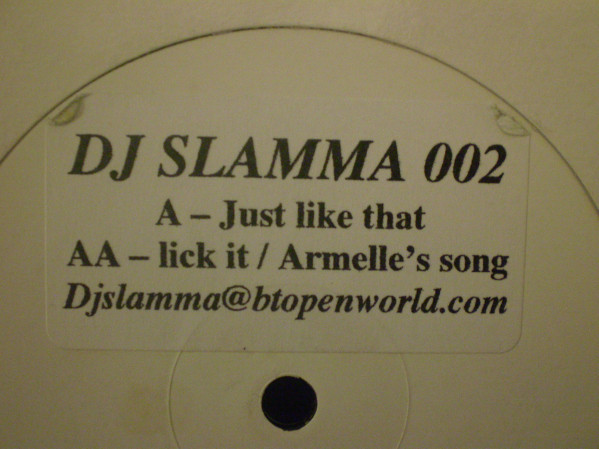 DJ SLAMMA 002
A – Just like that
AA – lick it / Armelle's song
Djslamma@btopenworld.com